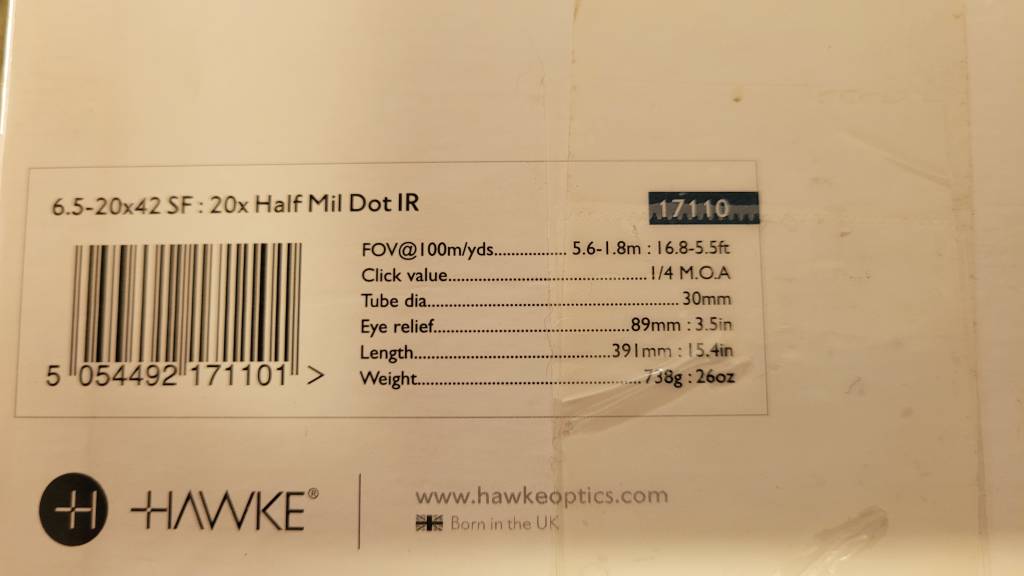 6.5-20x42 SF : 20x Half Mil Dot IR
17110
FOV@100m/yds................. 5.6-1.8m : 16.8-5.5ft
Click value...................................... 1/4 M.O.A
Tube dia................................................ 30mm
Eye relief.....................................89mm : 3.5in
Length......................................391mm : 15.4in
Weight...........................................738g : 26oz
5 054492 171101 >
HAWKE®
www.hawkeoptics.com
Born in the UK